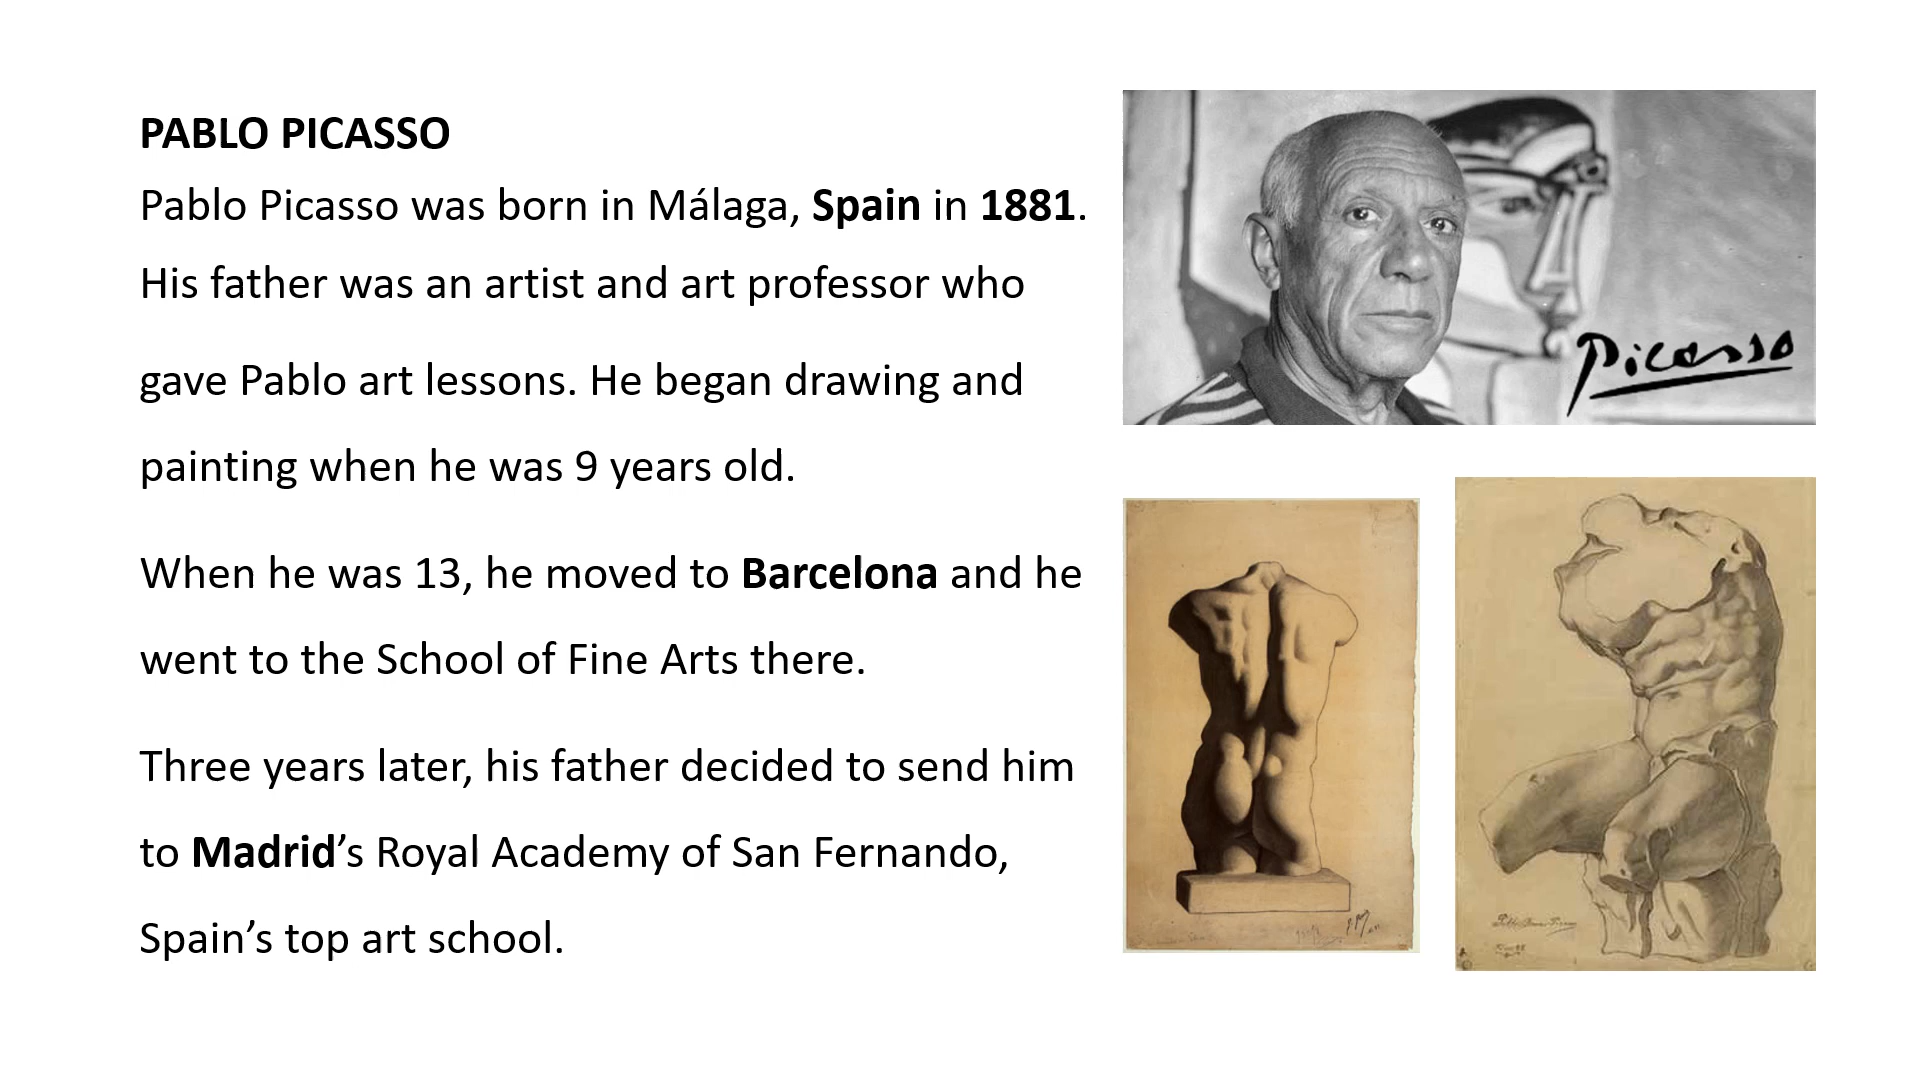 PABLO PICASSO
Pablo Picasso was born in Málaga, Spain in 1881.
His father was an artist and art professor who
gave Pablo art lessons. He began drawing and
painting when he was 9 years old.
When he was 13, he moved to Barcelona and he
went to the School of Fine Arts there.
Three years later, his father decided to send him
to Madrid’s Royal Academy of San Fernando,
Spain’s top art school.
Picasso